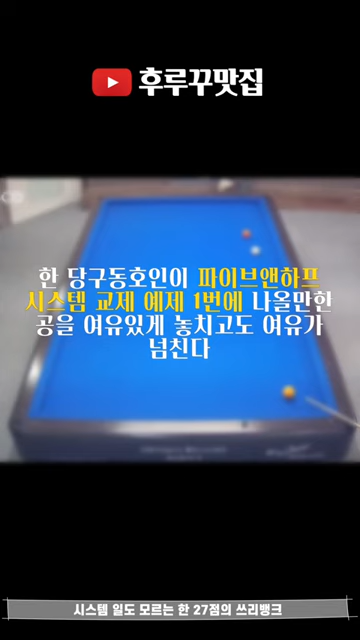 후루꾸맛집
한 당구동호인이 파이브앤하프
시스템 교제 예제 1번에 나올만한
공을 여유있게 놓치고도 여유가
넘친다
시스템 일도 모르는 한 27점의 쓰리뱅크